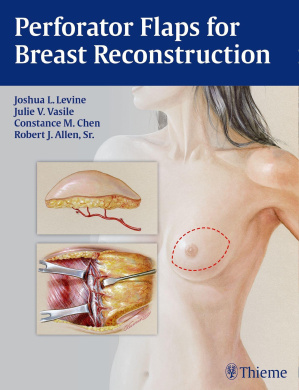 Perforator Flaps for
Breast Reconstruction
Joshua L. Levine
Julie V. Vasile
Constance M. Chen
Robert J. Allen, Sr.
Thieme